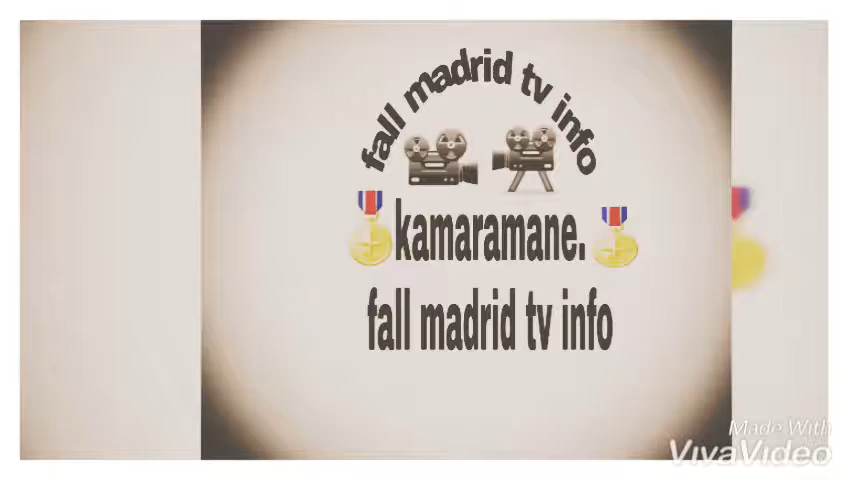 fall madrid tv info
kamaramane.
fall madrid tv info
Made With
VivaVideo